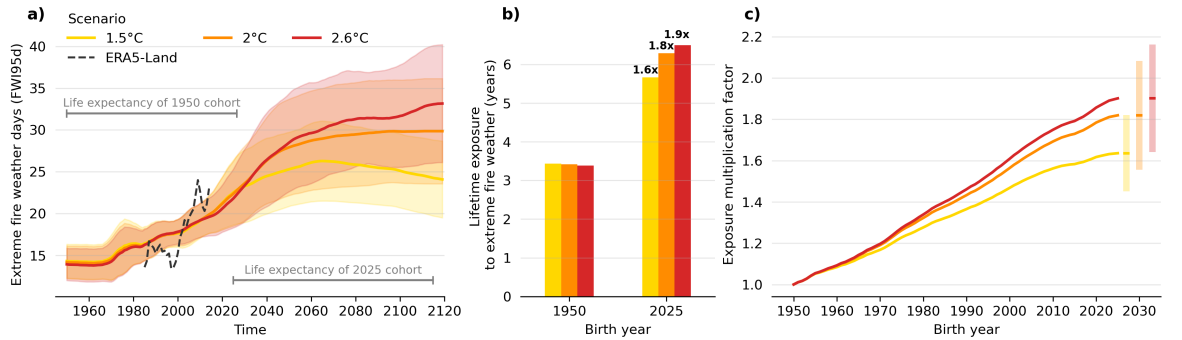 a)
Scenario
1.5°C
2°C
2.6°C
ERA5-Land
Extreme fire weather days (FWI95d)
40
35
30
25
20
15
Life expectancy of 1950 cohort
Life expectancy of 2025 cohort
1960 1980 2000 2020 2040 2060 2080 2100 2120
Time
b)
Lifetime exposure
to extreme fire weather (years)
6
5
4
3
2
1
0
1.6x
1.8x
1.9x
1950 2025
Birth year
c)
Exposure multiplication factor
2.2
2.0
1.8
1.6
1.4
1.2
1.0
1950 1960 1970 1980 1990 2000 2010 2020 2030
Birth year